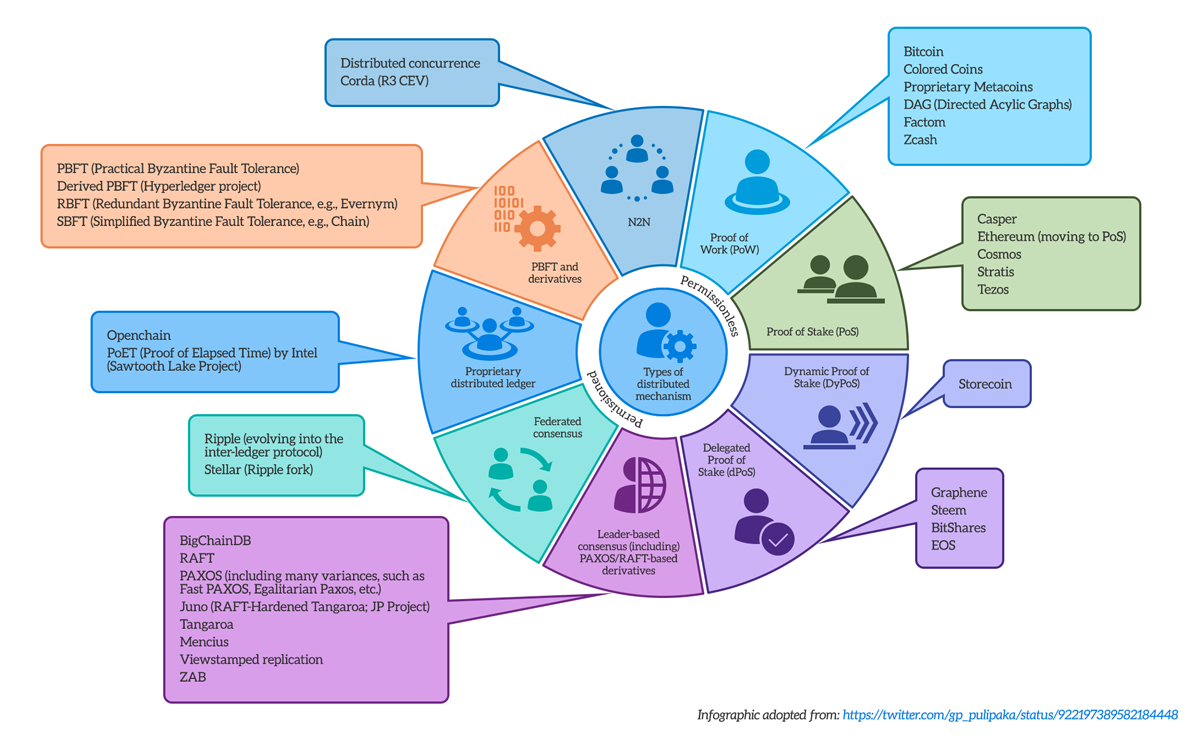 Distributed concurrence
Corda (R3 CEV)
Bitcoin
Colored Coins
Proprietary Metacoins
DAG (Directed Acylic Graphs)
Factom
Zcash
PBFT (Practical Byzantine Fault Tolerance)
Derived PBFT (Hyperledger project)
RBFT (Redundant Byzantine Fault Tolerance, e.g., Evernym)
SBFT (Simplified Byzantine Fault Tolerance, e.g., Chain)
100
10101
010
110
N2N
Proof of
Work (PoW)
Casper
Ethereum (moving to PoS)
Cosmos
Stratis
Tezos
PBFT and
derivatives
Permissionless
Proof of Stake (PoS)
Openchain
PoET (Proof of Elapsed Time) by Intel
(Sawtooth Lake Project)
Proprietary
distributed ledger
Types of
distributed
mechanism
Dynamic Proof of
Stake (DyPoS)
Storecoin
Permissioned
Ripple (evolving into the
inter-ledger protocol)
Stellar (Ripple fork)
Federated
consensus
Delegated
Proof of
Stake (dPoS)
Graphene
Steem
BitShares
EOS
Leader-based
consensus (including)
PAXOS/RAFT-based
derivatives
BigChainDB
RAFT
PAXOS (including many variances, such as
Fast PAXOS, Egalitarian Paxos, etc.)
Juno (RAFT-Hardened Tangaroa; JP Project)
Tangaroa
Mencius
Viewstamped replication
ZAB
Infographic adopted from: https://twitter.com/gp_pulipaka/status/922197389582184448